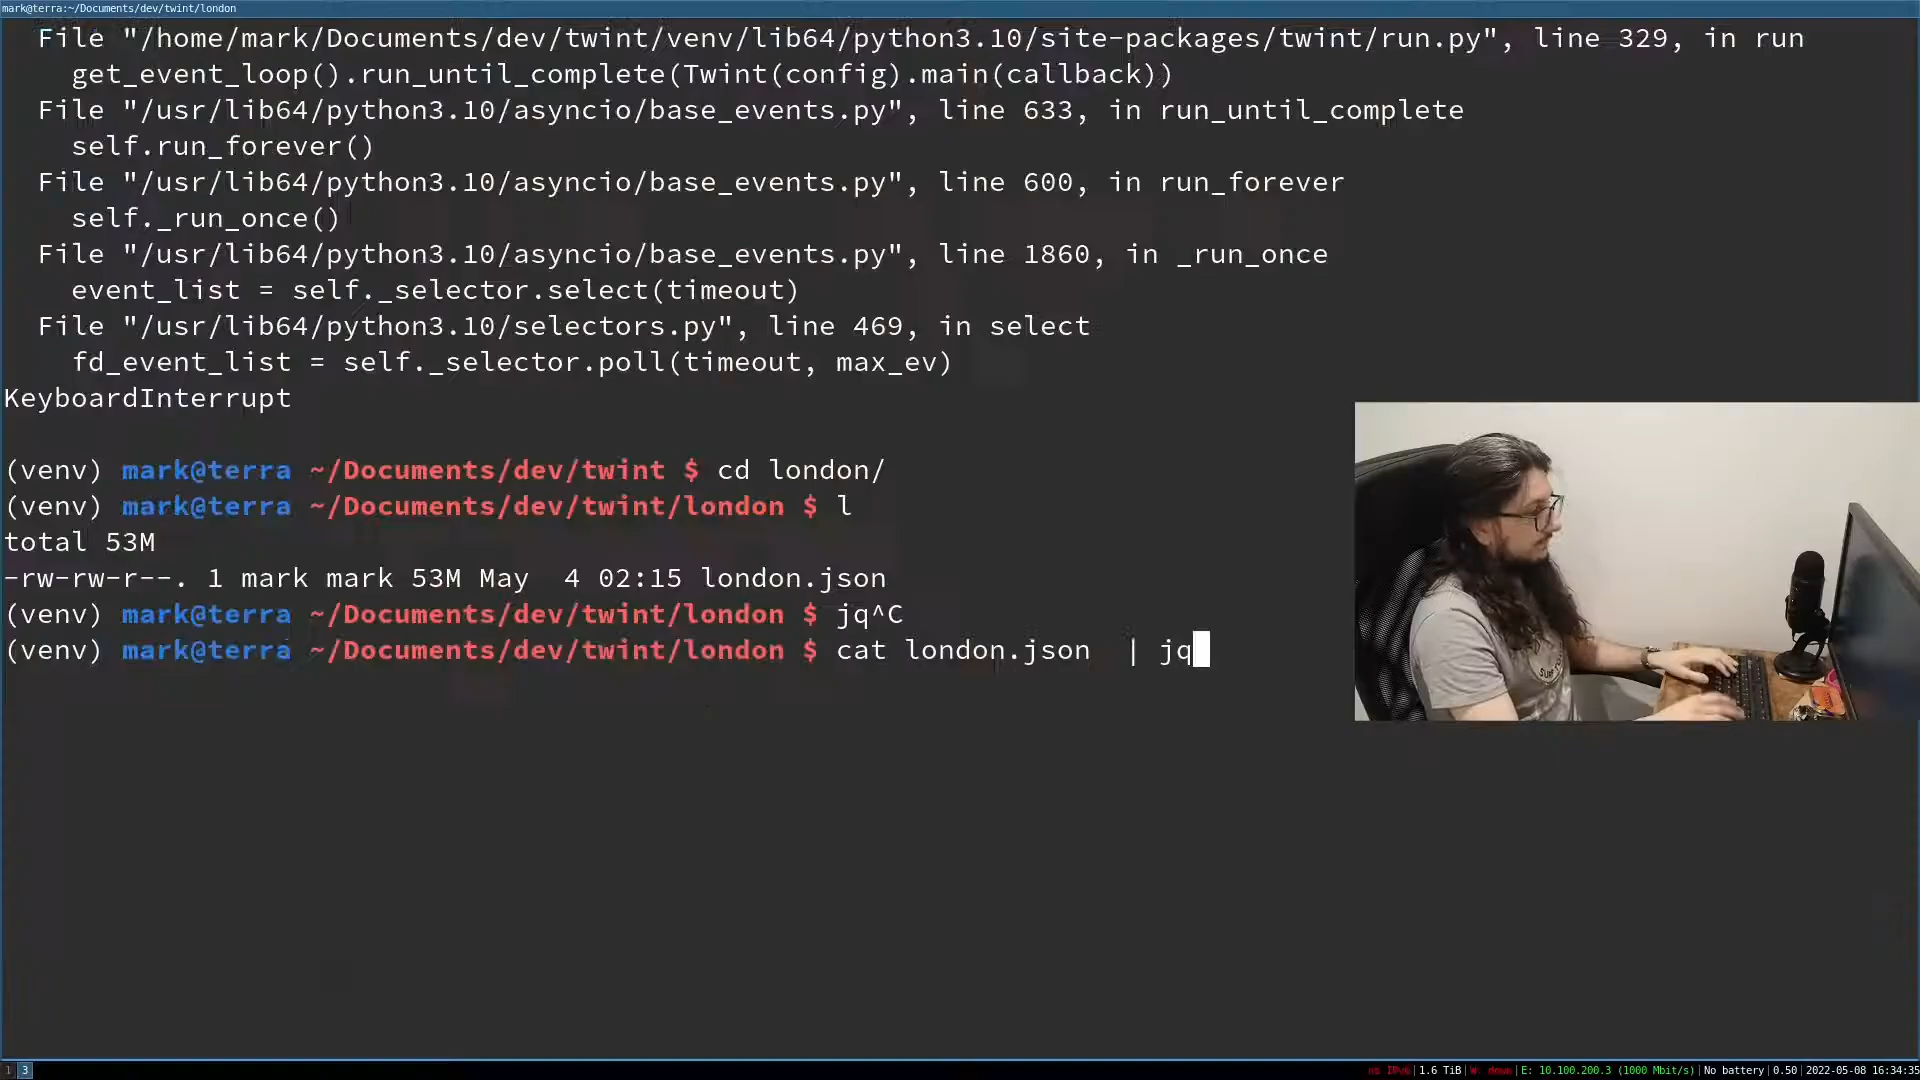 mark@terra:~/Documents/dev/twint/london
File "/home/mark/Documents/dev/twint/venv/lib64/python3.10/site-packages/twint/run.py", line 329, in run
get_event_loop().run_until_complete(Twint(config).main(callback))
File "/usr/lib64/python3.10/asyncio/base_events.py", line 633, in run_until_complete
self.run_forever()
File "/usr/lib64/python3.10/asyncio/base_events.py", line 600, in run_forever
self._run_once()
File "/usr/lib64/python3.10/asyncio/base_events.py", line 1860, in _run_once
event_list = self._selector.select(timeout)
File "/usr/lib64/python3.10/selectors.py", line 469, in select
fd_event_list = self._selector.poll(timeout, max_ev)
KeyboardInterrupt
(venv) mark@terra ~/Documents/dev/twint $ cd london/
(venv) mark@terra ~/Documents/dev/twint/london $ l
total 53M
-rw-rw-r--. 1 mark mark 53M May  4 02:15 london.json
(venv) mark@terra ~/Documents/dev/twint/london $ jq^C
(venv) mark@terra ~/Documents/dev/twint/london $ cat london.json  | jq
1 3 no IPv6|1.6 TiB|W: down|E: 10.100.200.3 (1000 Mbit/s)|No battery|0.50|2022-05-08 16:34:35